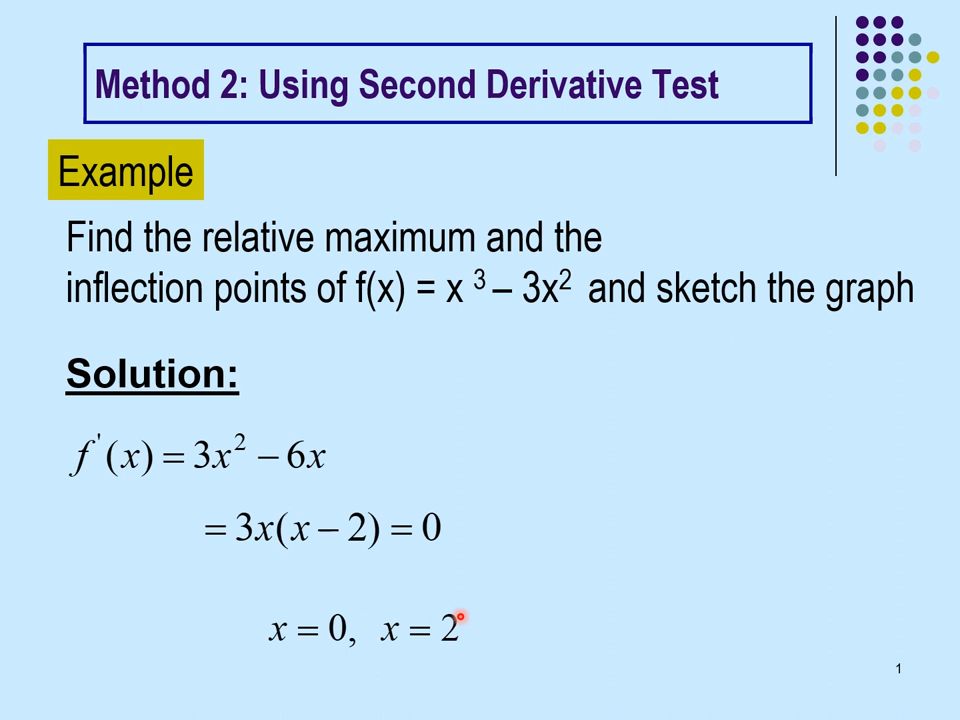 Method 2: Using Second Derivative Test
Example
Find the relative maximum and the
inflection points of f(x) = x ³ – 3x² and sketch the graph
Solution:
f ' (x) = 3x² − 6x
= 3x(x − 2) = 0
x = 0, x = 2
1